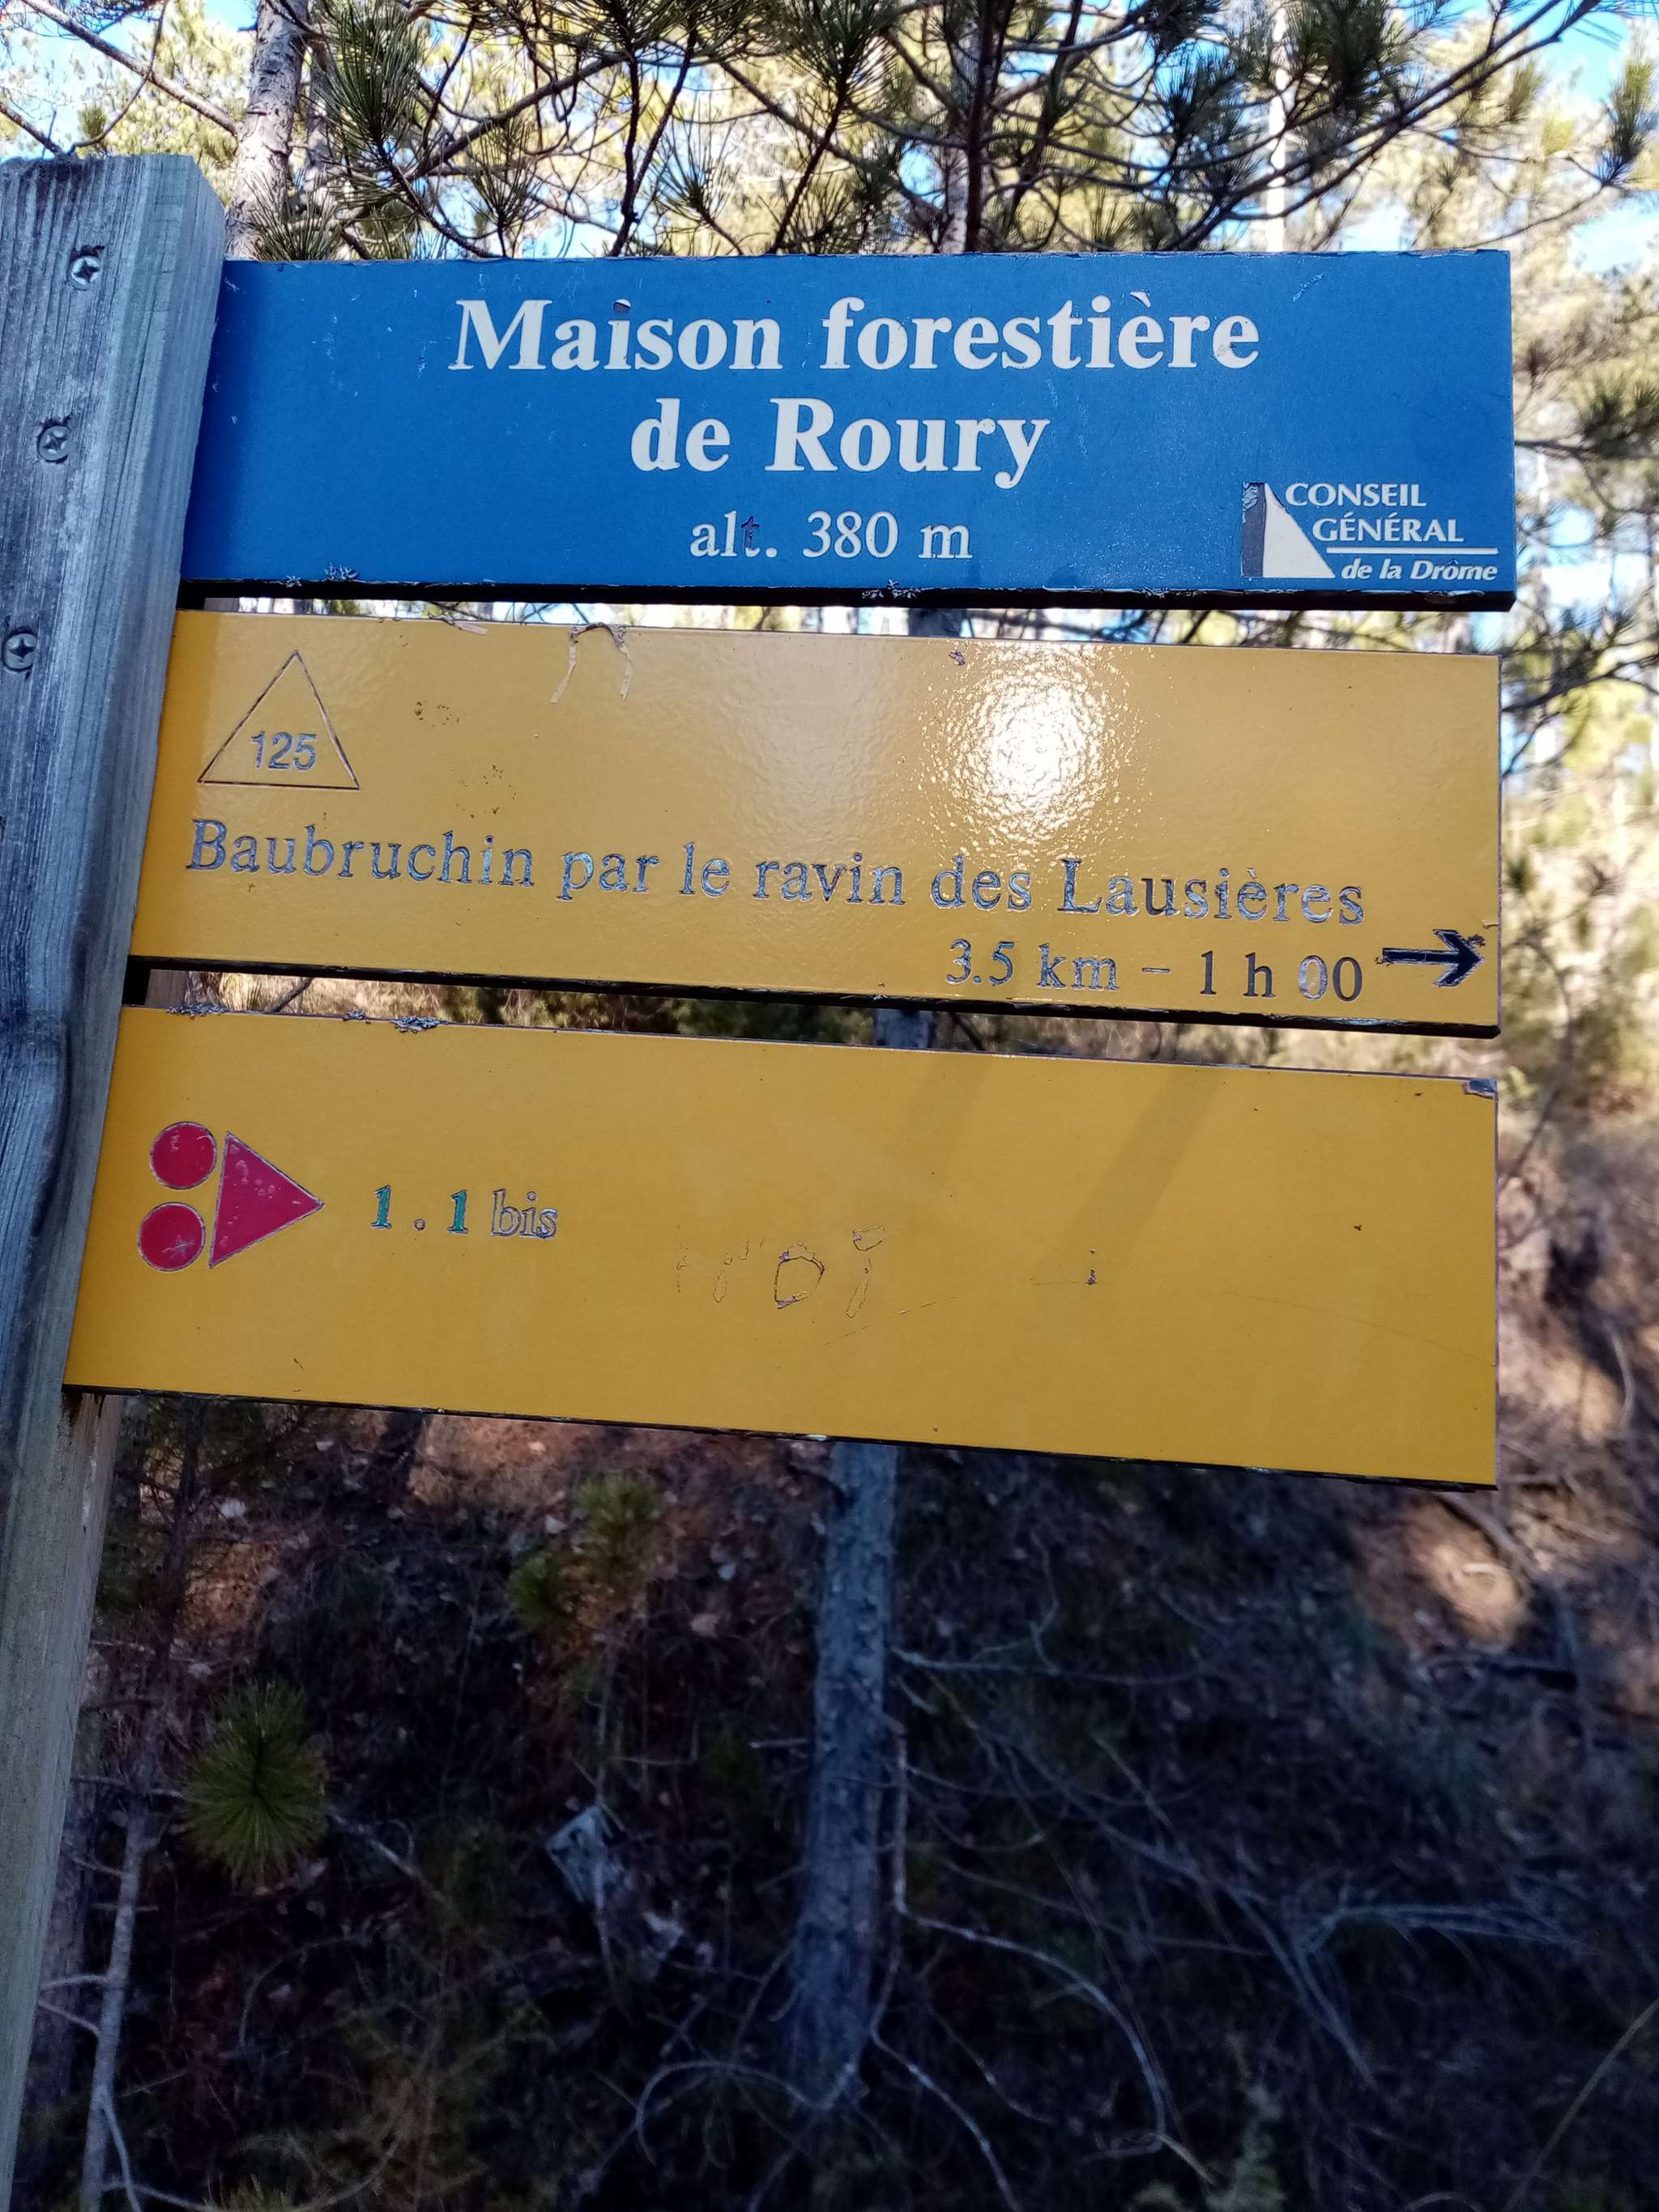 Maison forestière
de Roury
alt. 380 m
CONSEIL
GÉNÉRAL
de la Drôme
125
Baubruchin par le ravin des Lausières
3.5 km – 1 h 00
1 . 1 bis